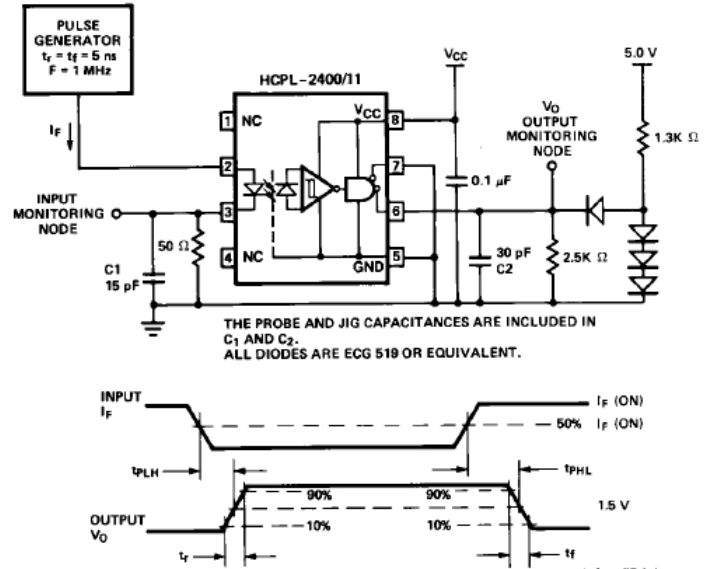 PULSE
GENERATOR
tr = tf = 5 ns
F = 1 MHz
HCPL-2400/11
VCC
5.0 V
IF
1 NC
VCC 8
VO
OUTPUT
MONITORING
NODE
1.3K Ω
2
7
0.1 μF
INPUT
MONITORING
NODE
3
6
50 Ω
4 NC
GND 5
C1
15 pF
30 pF
C2
2.5K Ω
THE PROBE AND JIG CAPACITANCES ARE INCLUDED IN
C1 AND C2.
ALL DIODES ARE ECG 519 OR EQUIVALENT.
INPUT
IF
IF (ON)
50% IF (ON)
tPLH
tPHL
90%
90%
1.5 V
OUTPUT
VO
10%
10%
tr
tf